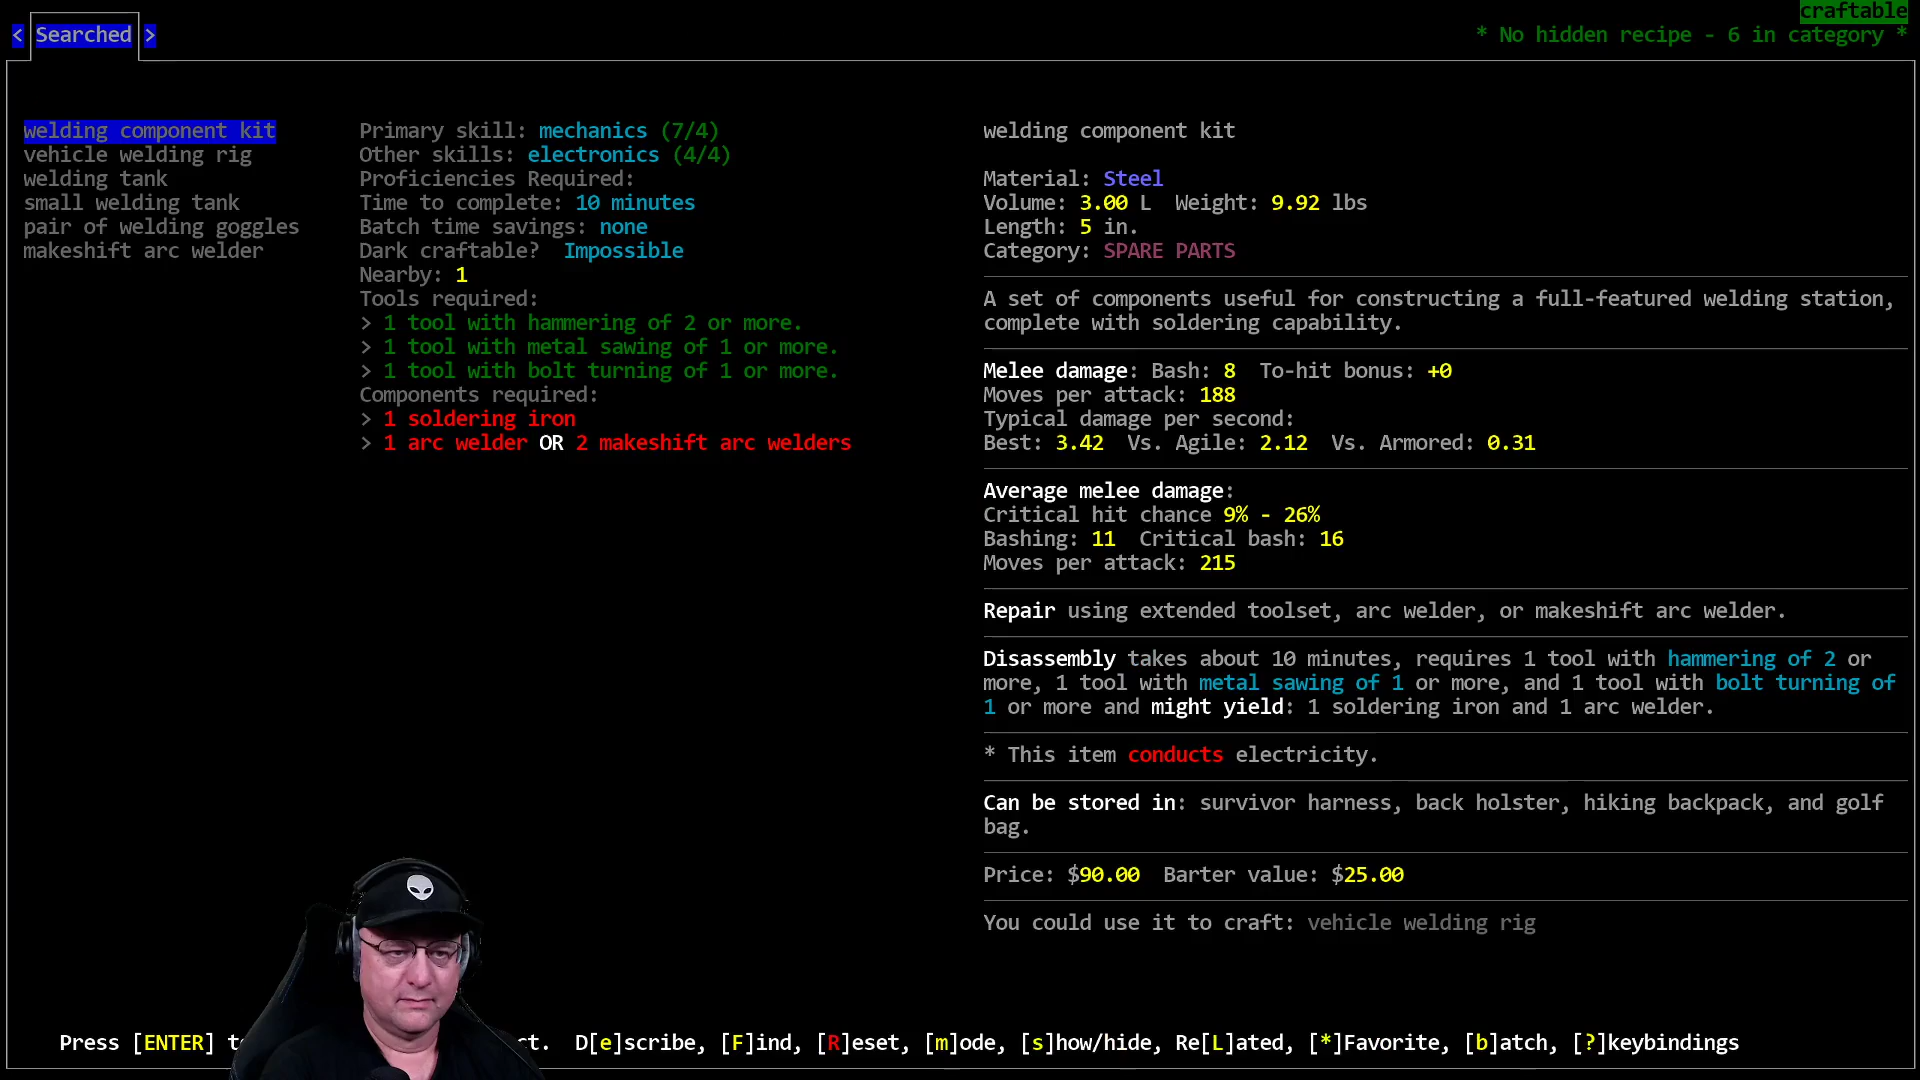 craftable
< Searched >
* No hidden recipe - 6 in category *
welding component kit
vehicle welding rig
welding tank
small welding tank
pair of welding goggles
makeshift arc welder
Primary skill: mechanics (7/4)
Other skills: electronics (4/4)
Proficiencies Required:
Time to complete: 10 minutes
Batch time savings: none
Dark craftable? Impossible
Nearby: 1
Tools required:
> 1 tool with hammering of 2 or more.
> 1 tool with metal sawing of 1 or more.
> 1 tool with bolt turning of 1 or more.
Components required:
> 1 soldering iron
> 1 arc welder OR 2 makeshift arc welders
welding component kit
Material: Steel
Volume: 3.00 L Weight: 9.92 lbs
Length: 5 in.
Category: SPARE PARTS
A set of components useful for constructing a full-featured welding station,
complete with soldering capability.
Melee damage: Bash: 8 To-hit bonus: +0
Moves per attack: 188
Typical damage per second:
Best: 3.42 Vs. Agile: 2.12 Vs. Armored: 0.31
Average melee damage:
Critical hit chance 9% - 26%
Bashing: 11 Critical bash: 16
Moves per attack: 215
Repair using extended toolset, arc welder, or makeshift arc welder.
Disassembly takes about 10 minutes, requires 1 tool with hammering of 2 or
more, 1 tool with metal sawing of 1 or more, and 1 tool with bolt turning of
1 or more and might yield: 1 soldering iron and 1 arc welder.
* This item conducts electricity.
Can be stored in: survivor harness, back holster, hiking backpack, and golf
bag.
Price: $90.00 Barter value: $25.00
You could use it to craft: vehicle welding rig
Press [ENTER] t ct. D[e]scribe, [F]ind, [R]eset, [m]ode, [s]how/hide, Re[L]ated, [*]Favorite, [b]atch, [?]keybindings